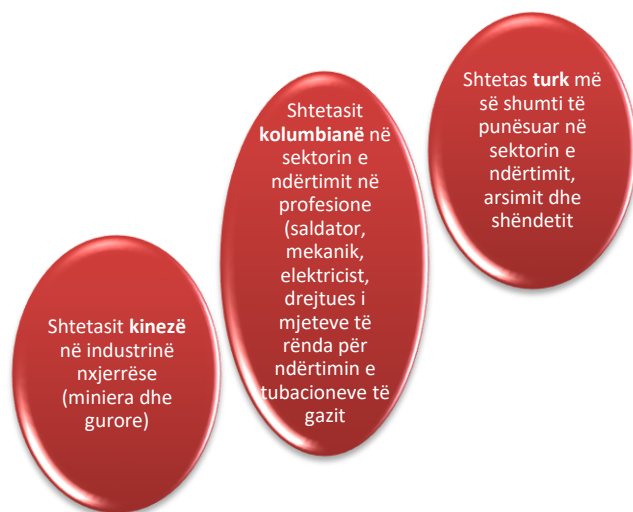 Shtetasit kinezë
në industrinë
nxjerrëse
(miniera dhe
gurore)
Shtetasit
kolumbianë në
sektorin e
ndërtimit në
profesione
(saldator,
mekanik,
elektricist,
drejtues i
mjeteve të
rënda për
ndërtimin e
tubacioneve të
gazit
Shtetas turk më
së shumti të
punësuar në
sektorin e
ndërtimit,
arsimit dhe
shëndetit